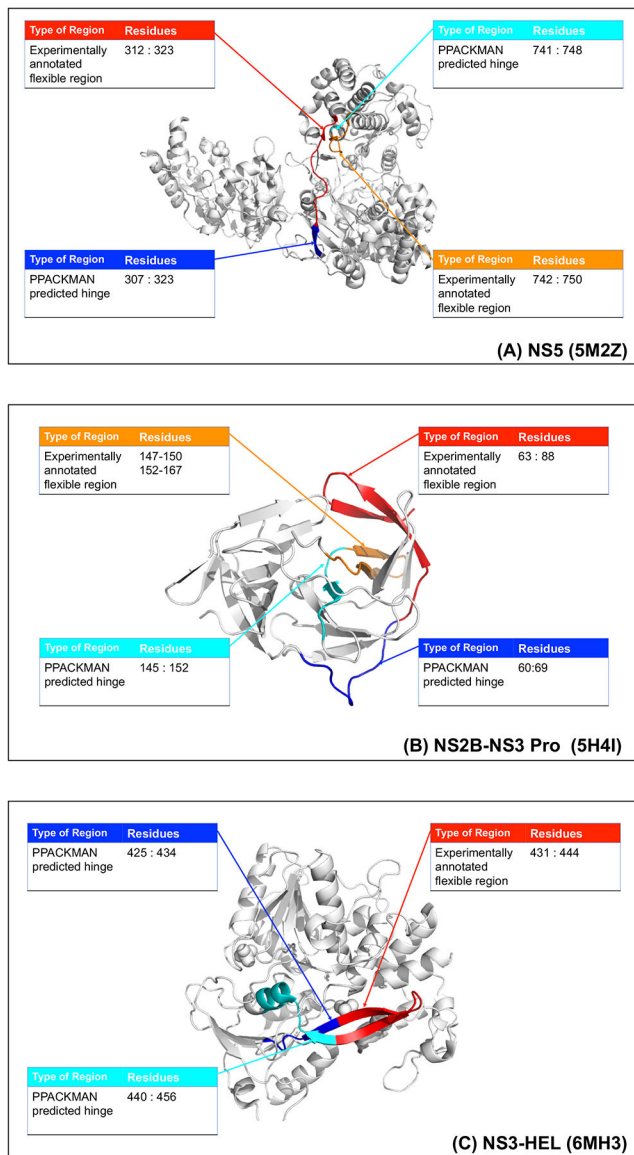 Type of Region Residues
Experimentally 312 : 323
annotated
flexible region
Type of Region Residues
PPACKMAN 741 : 748
predicted hinge
Type of Region Residues
PPACKMAN 307 : 323
predicted hinge
Type of Region Residues
Experimentally 742 : 750
annotated
flexible region
(A) NS5 (5M2Z)
Type of Region Residues
Experimentally 147-150
annotated 152-167
flexible region
Type of Region Residues
Experimentally 63 : 88
annotated
flexible region
Type of Region Residues
PPACKMAN 145 : 152
predicted hinge
Type of Region Residues
PPACKMAN 60:69
predicted hinge
(B) NS2B-NS3 Pro (5H4I)
Type of Region Residues
PPACKMAN 425 : 434
predicted hinge
Type of Region Residues
Experimentally 431 : 444
annotated
flexible region
Type of Region Residues
PPACKMAN 440 : 456
predicted hinge
(C) NS3-HEL (6MH3)